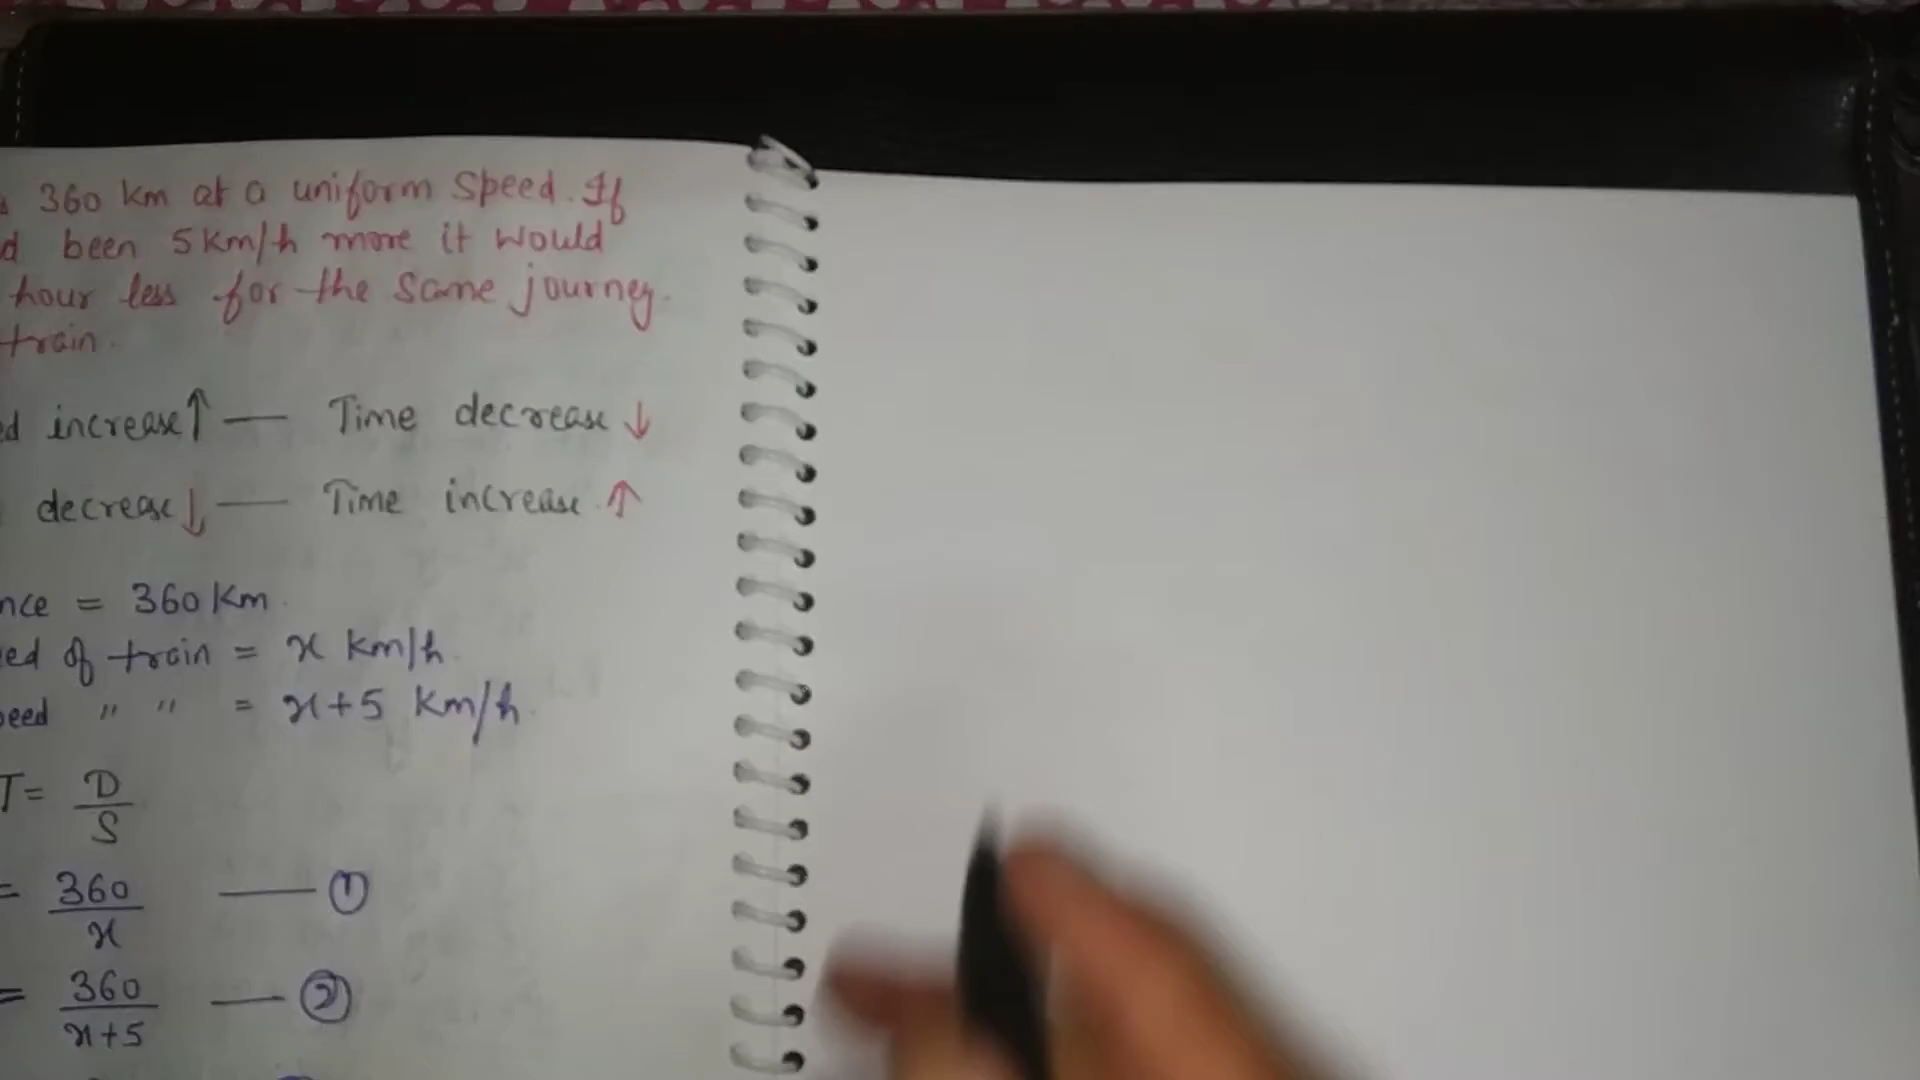 360 km at a uniform speed. If
been 5 km/h more it would
hour less for the same journey.
train.
increase ↑ — Time decrease ↓
decrease ↓ — Time increase ↑
= 360 Km.
of train = x km/h.
" " = x+5 km/h.
T = D/S
= 360/x — ①
= 360/x+5 — ②